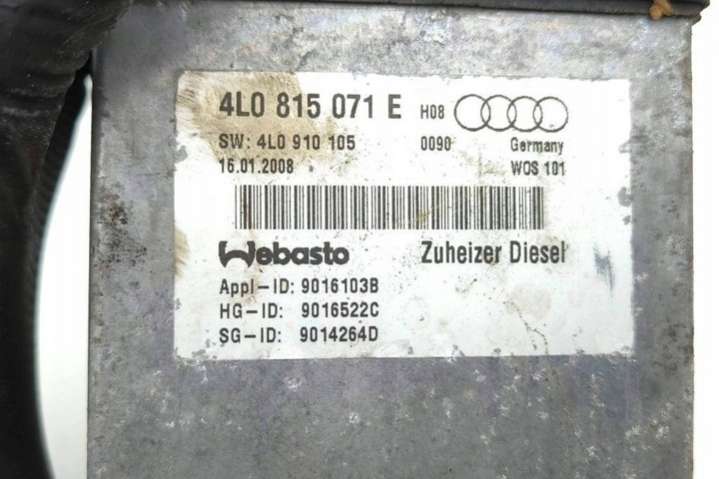 4L0 815 071 E H08
SW: 4L0 910 105 0090 Germany
16.01.2008 WOS 101
Webasto Zuheizer Diesel
Appl-ID: 9016103B
HG-ID: 9016522C
SG-ID: 9014264D